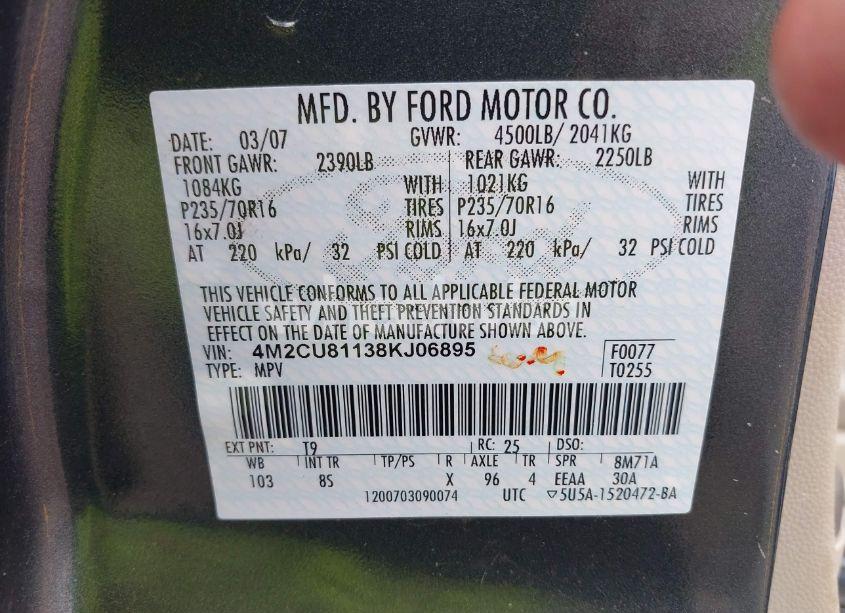 MFD. BY FORD MOTOR CO.
DATE: 03/07 GVWR: 4500LB/ 2041KG
FRONT GAWR: 2390LB REAR GAWR: 2250LB
1084KG WITH 1021KG WITH
P235/70R16 TIRES P235/70R16 TIRES
16x7.0J RIMS 16x7.0J RIMS
AT 220 kPa/ 32 PSI COLD AT 220 kPa/ 32 PSI COLD
THIS VEHICLE CONFORMS TO ALL APPLICABLE FEDERAL MOTOR
VEHICLE SAFETY AND THEFT PREVENTION STANDARDS IN
EFFECT ON THE DATE OF MANUFACTURE SHOWN ABOVE.
VIN: 4M2CU81138KJ06895 F0077
TYPE: MPV T0255
EXT PNT: T9 RC: 25 DSO:
WB INT TR TP/PS R AXLE TR SPR 8M71A
103 8S X 96 4 EEAA 30A
1200703090074 UTC ▽5U5A-1520472-BA